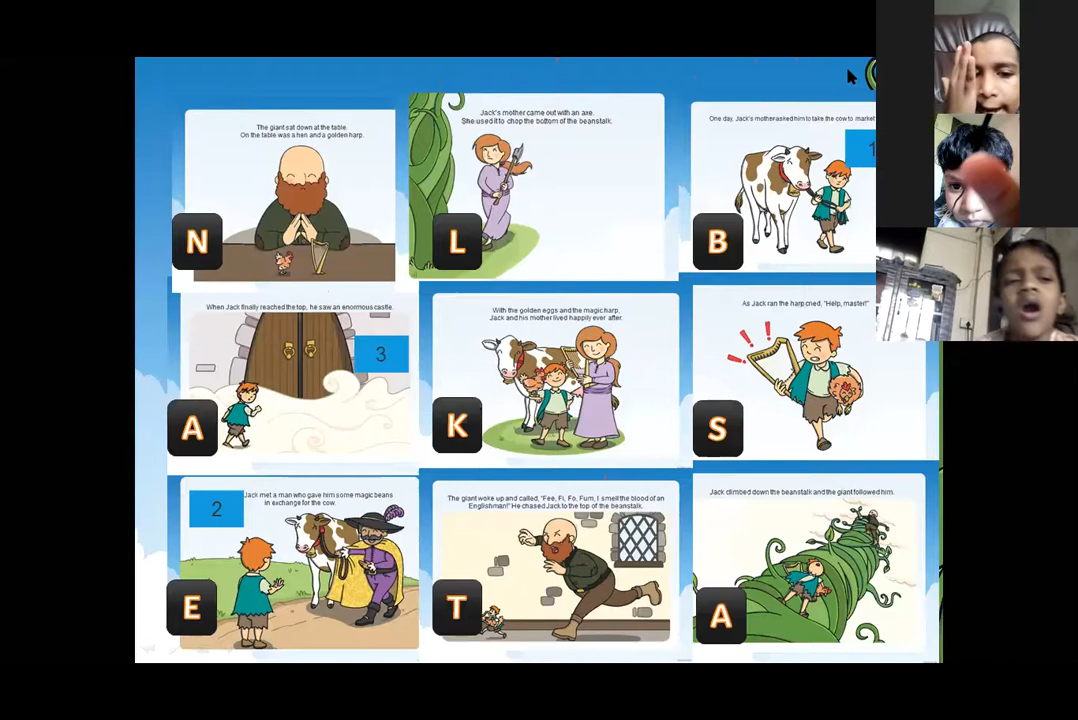 The giant sat down at the table.
On the table was a hen and a golden harp.
N
Jack's mother came out with an axe.
She used it to chop the bottom of the beanstalk.
L
One day, Jack's mother asked him to take the cow to market
1
B
When Jack finally reached the top, he saw an enormous castle.
3
A
With the golden eggs and the magic harp,
Jack and his mother lived happily ever after.
K
As Jack ran the harp cried, "Help, master!"
S
2
Jack met a man who gave him some magic beans
in exchange for the cow.
E
The giant woke up and called, "Fee, Fi, Fo, Fum, I smell the blood of an
Englishman!" He chased Jack to the top of the beanstalk.
T
Jack climbed down the beanstalk and the giant followed him.
A